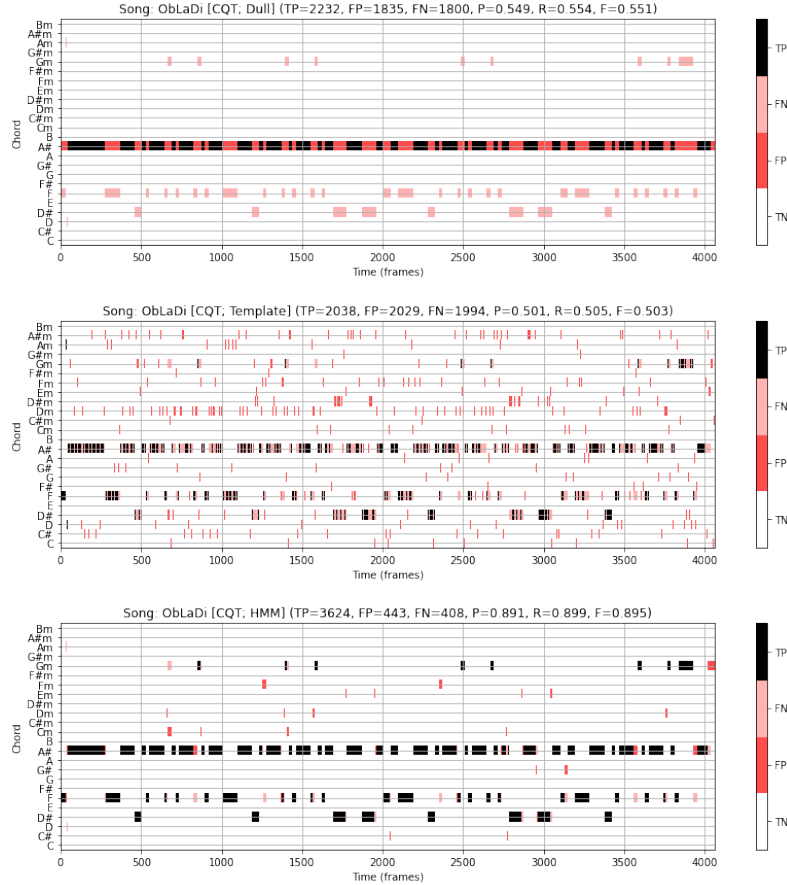 Song: ObLaDi [CQT; Dull] (TP=2232, FP=1835, FN=1800, P=0.549, R=0.554, F=0.551)
Bm
A#m
Am
G#m
Gm
F#m
Fm
Em
D#m
Dm
C#m
Cm
B
A#
A
G#
G
F#
F
E
D#
D
C#
C
Chord
0 500 1000 1500 2000 2500 3000 3500 4000
Time (frames)
TP
FN
FP
TN
Song: ObLaDi [CQT; Template] (TP=2038, FP=2029, FN=1994, P=0.501, R=0.505, F=0.503)
Bm
A#m
Am
G#m
Gm
F#m
Fm
Em
D#m
Dm
C#m
Cm
B
A#
A
G#
G
F#
F
E
D#
D
C#
C
Chord
0 500 1000 1500 2000 2500 3000 3500 4000
Time (frames)
TP
FN
FP
TN
Song: ObLaDi [CQT; HMM] (TP=3624, FP=443, FN=408, P=0.891, R=0.899, F=0.895)
Bm
A#m
Am
G#m
Gm
F#m
Fm
Em
D#m
Dm
C#m
Cm
B
A#
A
G#
G
F#
F
E
D#
D
C#
C
Chord
0 500 1000 1500 2000 2500 3000 3500 4000
Time (frames)
TP
FN
FP
TN